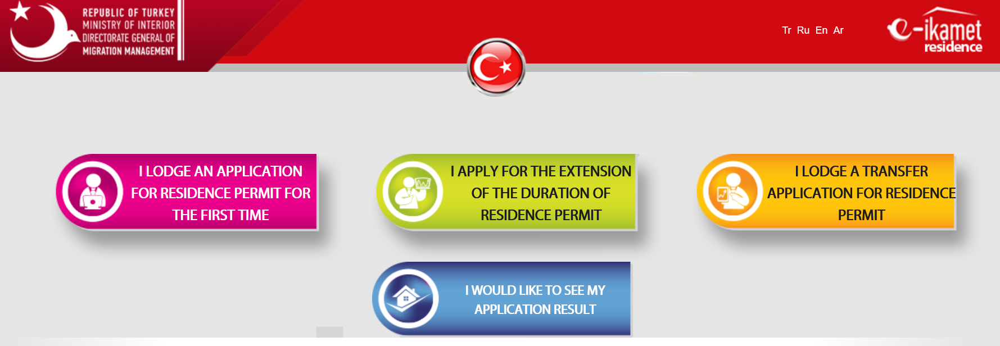 REPUBLIC OF TURKEY
MINISTRY OF INTERIOR
DIRECTORATE GENERAL OF
MIGRATION MANAGEMENT
Tr Ru En Ar
e-ikamet
residence
I LODGE AN APPLICATION
FOR RESIDENCE PERMIT FOR
THE FIRST TIME
I APPLY FOR THE EXTENSION
OF THE DURATION OF
RESIDENCE PERMIT
I LODGE A TRANSFER
APPLICATION FOR RESIDENCE
PERMIT
I WOULD LIKE TO SEE MY
APPLICATION RESULT